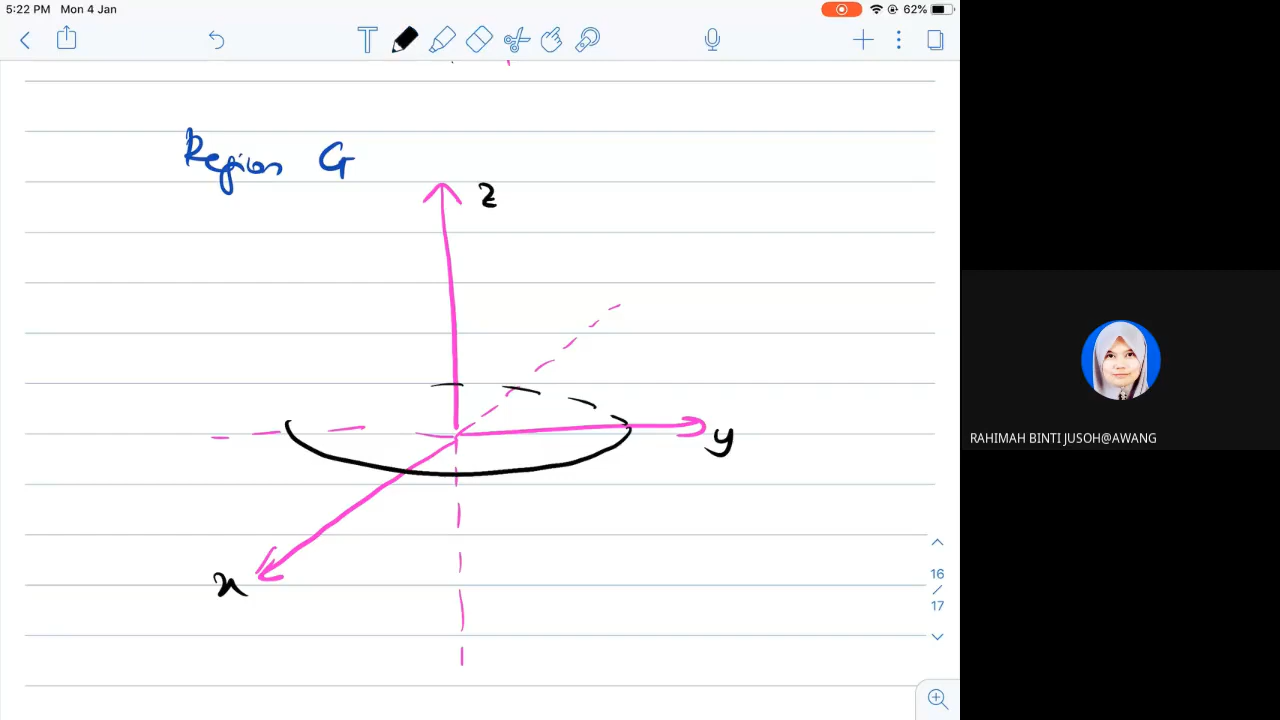 5:22 PM Mon 4 Jan 62%
T
Region G
z
y
x
16
/
17
RAHIMAH BINTI JUSOH@AWANG